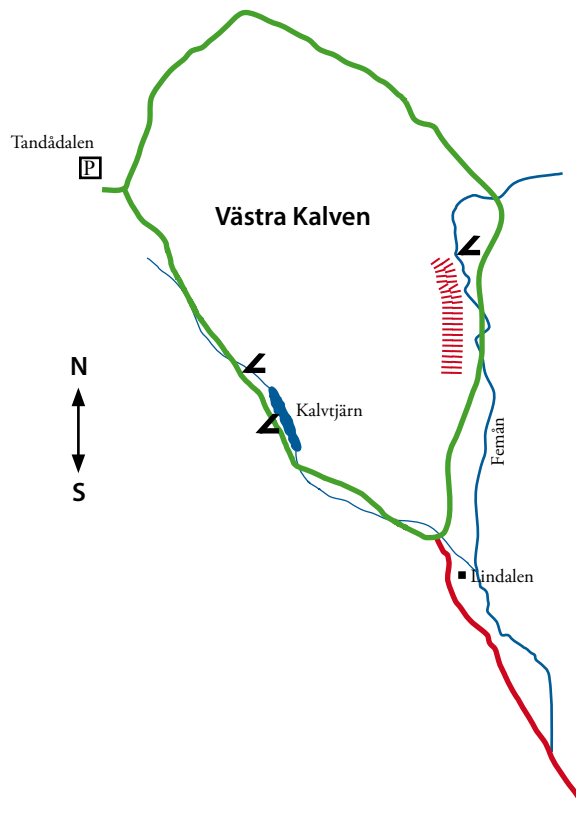 Tandådalen
P
Västra Kalven
N
S
Kalvtjärn
Femån
Lindalen